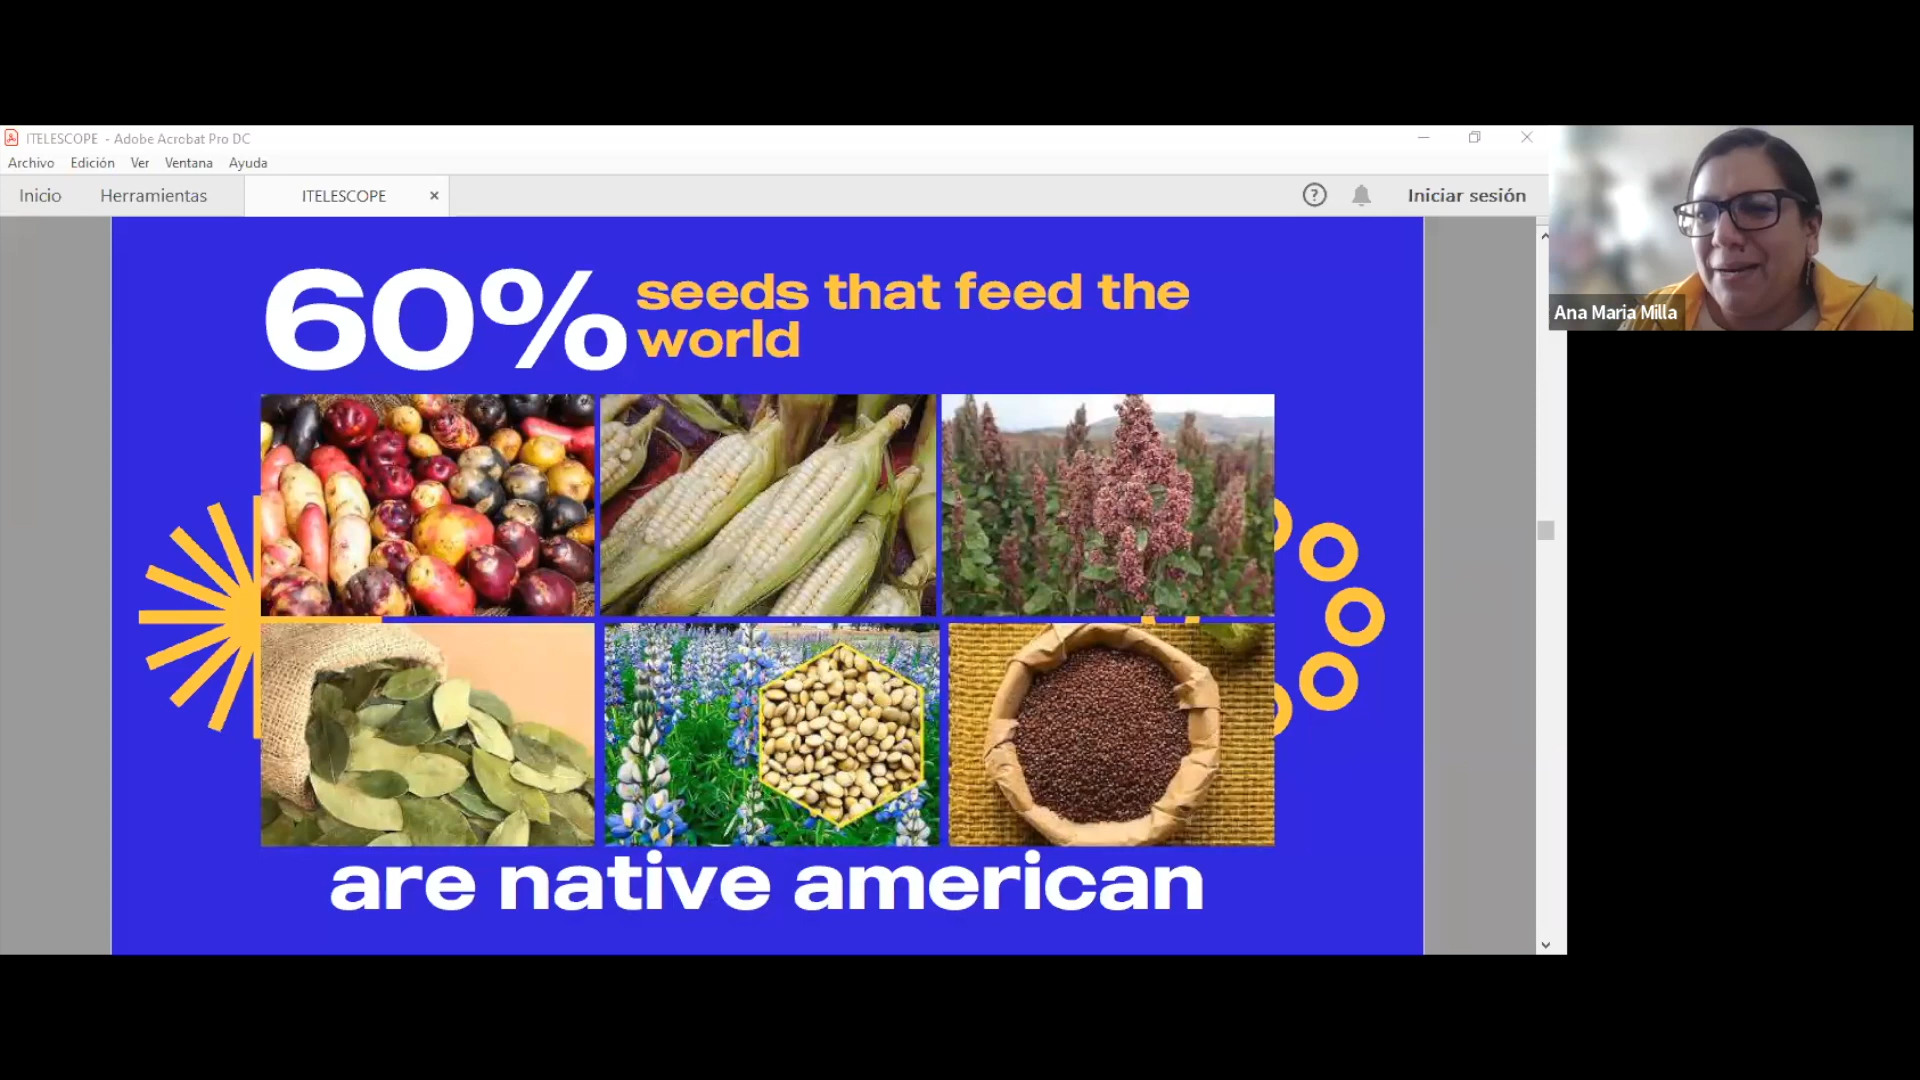 ITELESCOPE - Adobe Acrobat Pro DC
Archivo Edición Ver Ventana Ayuda
Inicio Herramientas ITELESCOPE × ? Iniciar sesión
Ana Maria Milla
60% seeds that feed the
world
are native american